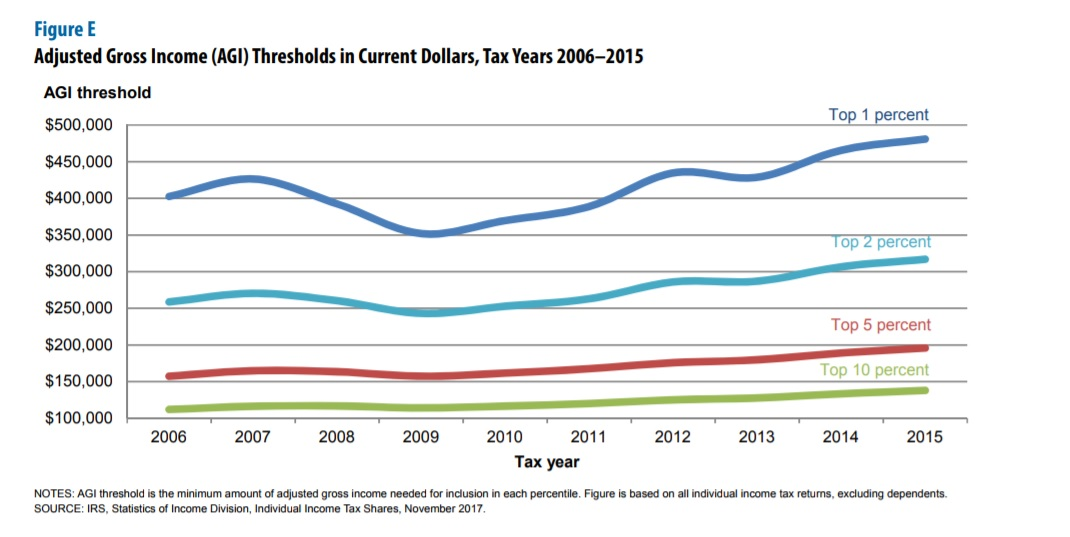 Figure E
Adjusted Gross Income (AGI) Thresholds in Current Dollars, Tax Years 2006–2015
AGI threshold
Top 1 percent
$500,000
$450,000
$400,000
$350,000
Top 2 percent
$300,000
$250,000
Top 5 percent
$200,000
Top 10 percent
$150,000
$100,000
2006 2007 2008 2009 2010 2011 2012 2013 2014 2015
Tax year
NOTES: AGI threshold is the minimum amount of adjusted gross income needed for inclusion in each percentile. Figure is based on all individual income tax returns, excluding dependents.
SOURCE: IRS, Statistics of Income Division, Individual Income Tax Shares, November 2017.